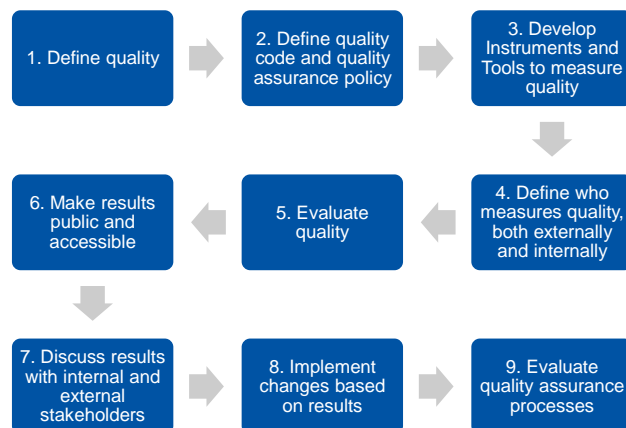 1. Define quality
2. Define quality
code and quality
assurance policy
3. Develop
Instruments and
Tools to measure
quality
4. Define who
measures quality,
both externally
and internally
5. Evaluate
quality
6. Make results
public and
accessible
7. Discuss results
with internal and
external
stakeholders
8. Implement
changes based
on results
9. Evaluate
quality assurance
processes